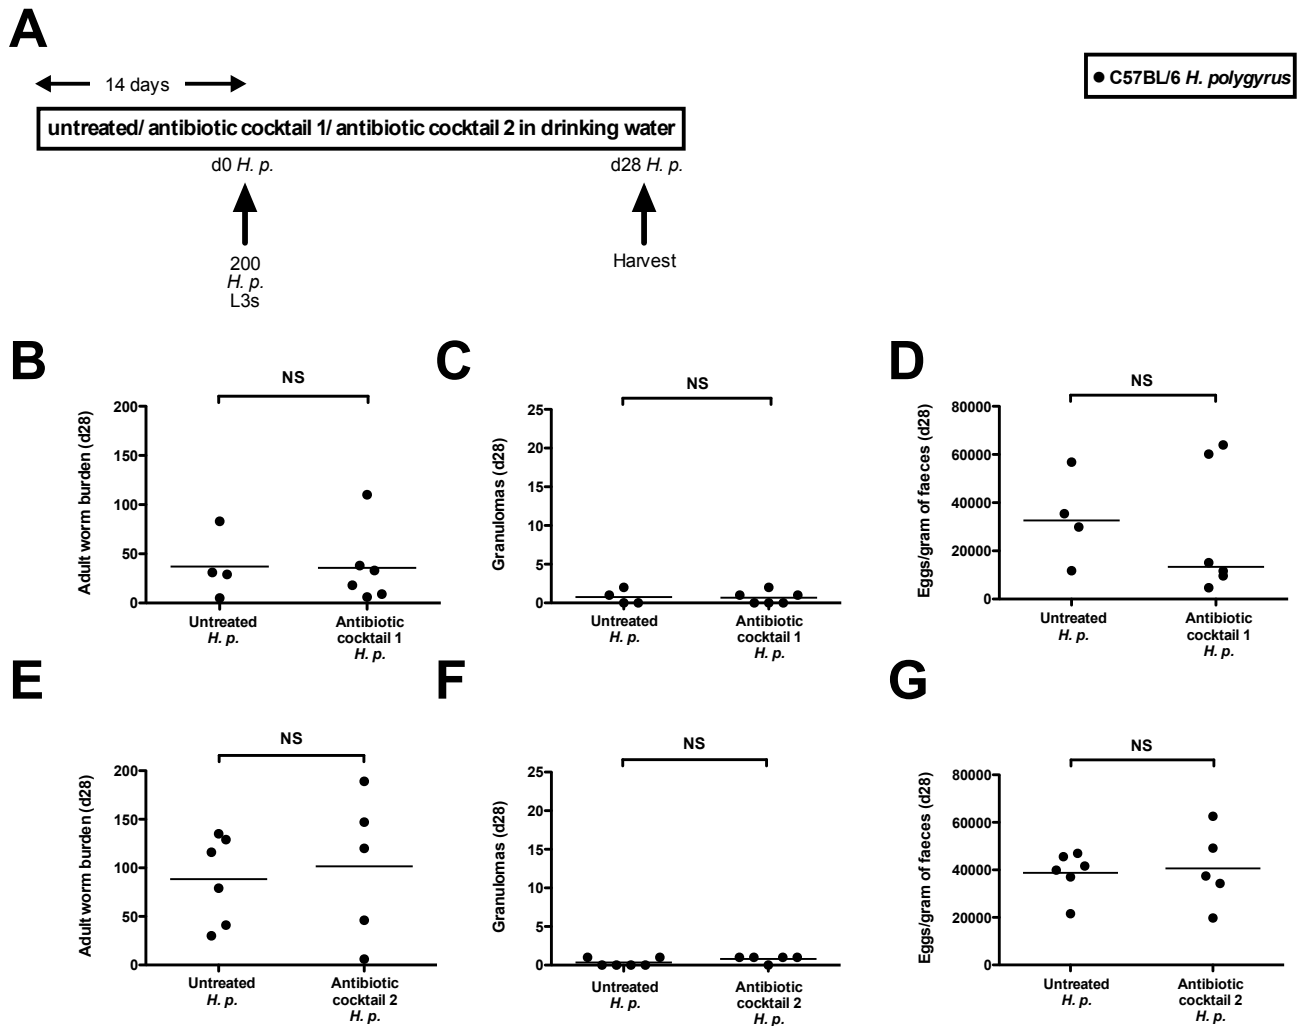 A
14 days
● C57BL/6 H. polygyrus
untreated/ antibiotic cocktail 1/ antibiotic cocktail 2 in drinking water
d0 H. p.
d28 H. p.
200
H. p.
L3s
Harvest
B
NS
Adult worm burden (d28)
200
150
100
50
0
Untreated
H. p.
Antibiotic
cocktail 1
H. p.
C
NS
Granulomas (d28)
25
20
15
10
5
0
Untreated
H. p.
Antibiotic
cocktail 1
H. p.
D
NS
Eggs/gram of faeces (d28)
80000
60000
40000
20000
0
Untreated
H. p.
Antibiotic
cocktail 1
H. p.
E
NS
Adult worm burden (d28)
200
150
100
50
0
Untreated
H. p.
Antibiotic
cocktail 2
H. p.
F
NS
Granulomas (d28)
25
20
15
10
5
0
Untreated
H. p.
Antibiotic
cocktail 2
H. p.
G
NS
Eggs/gram of faeces (d28)
80000
60000
40000
20000
0
Untreated
H. p.
Antibiotic
cocktail 2
H. p.